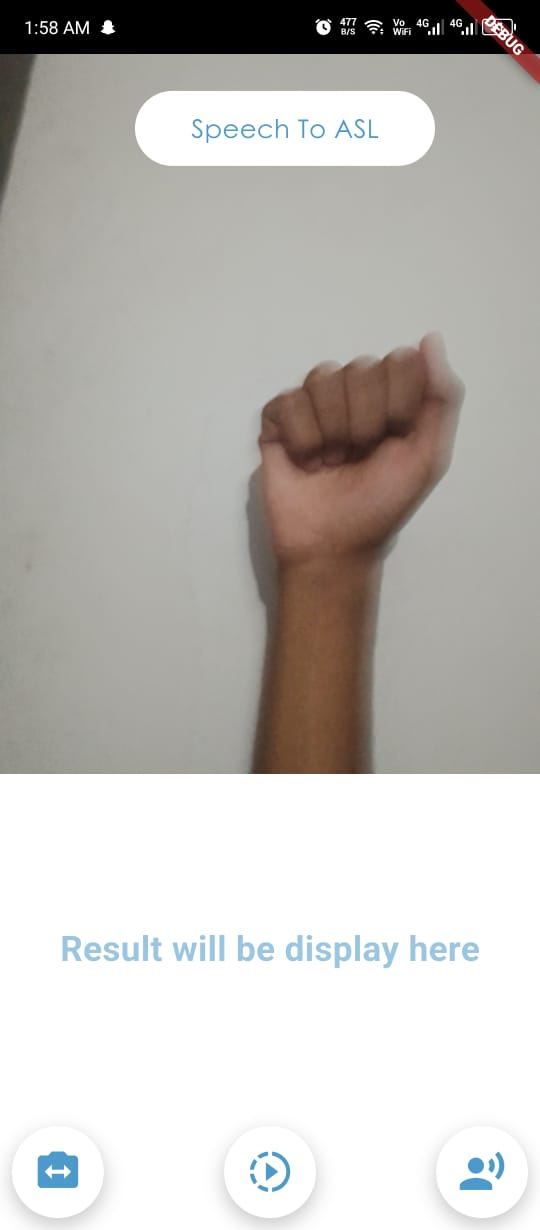 1:58 AM 477 B/S Vo WiFi 4G 4G
DEBUG
Speech To ASL
Result will be display here